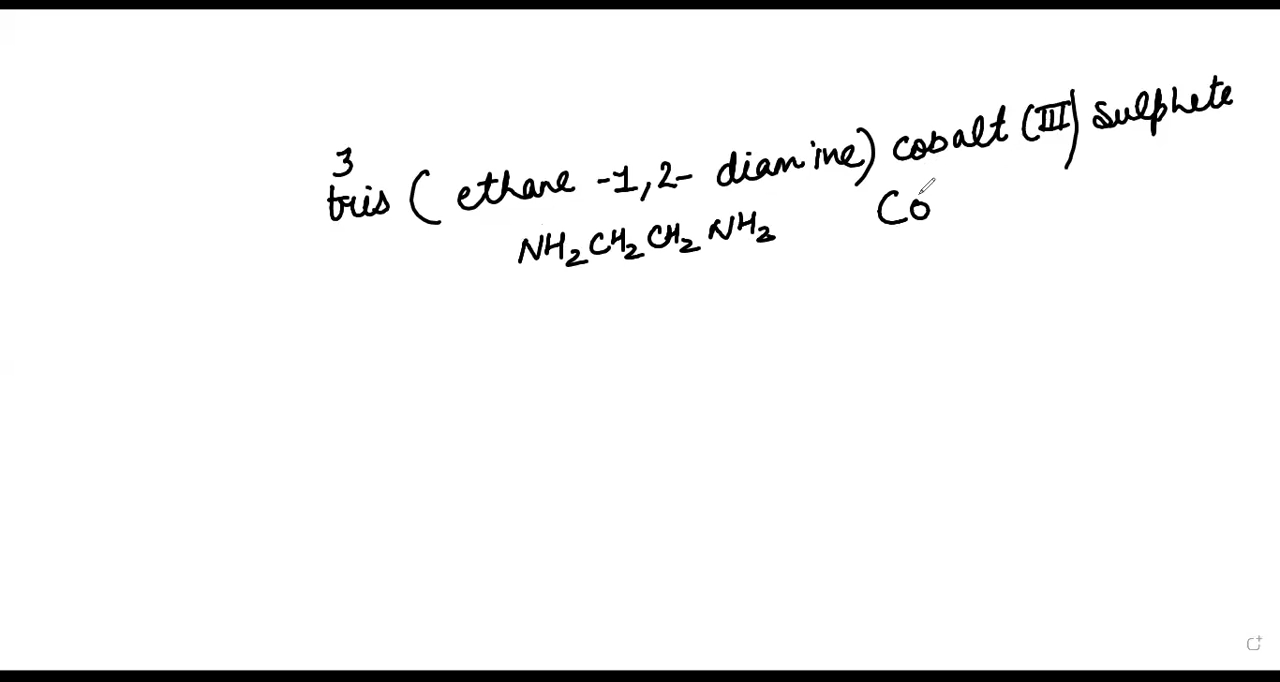 3
tris ( ethane -1,2- diamine) cobalt (III) sulphete
NH₂CH₂CH₂NH₂ Co